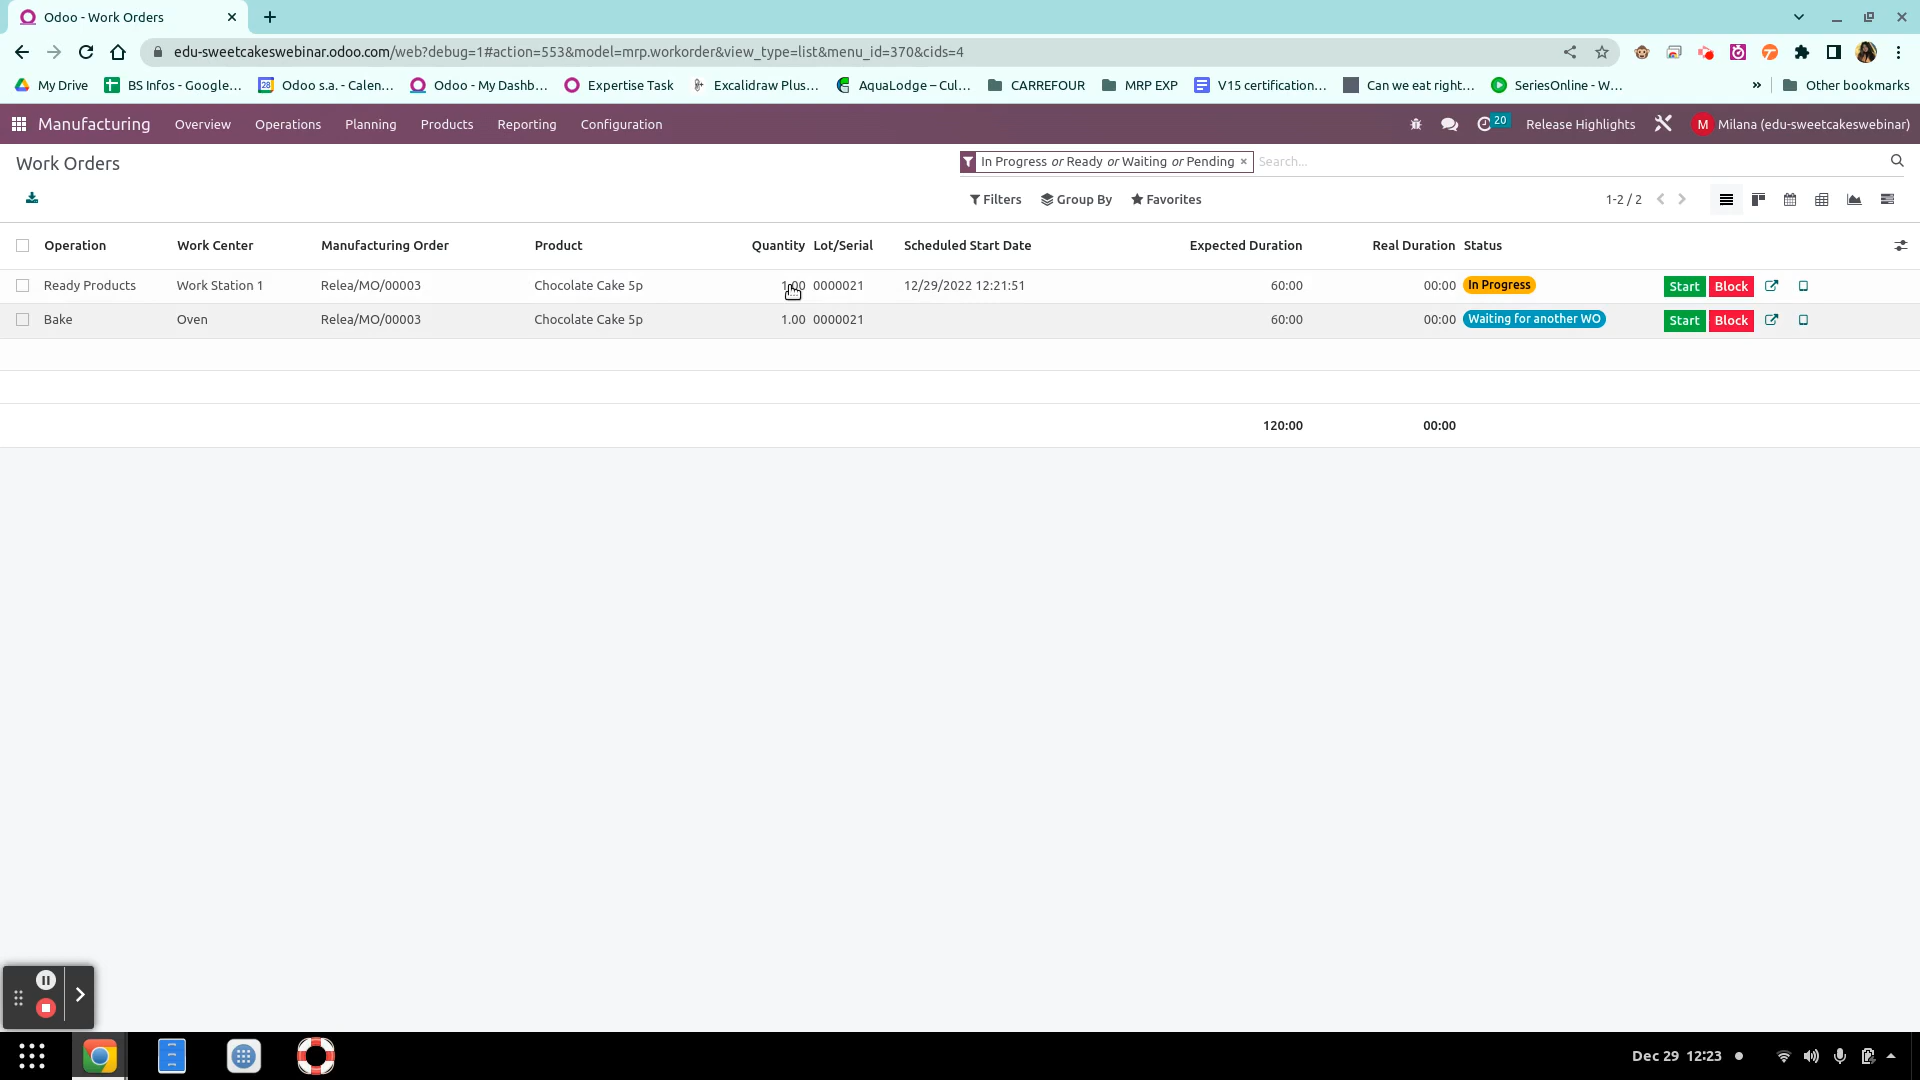 Odoo - Work Orders
edu-sweetcakeswebinar.odoo.com/web?debug=1#action=553&model=mrp.workorder&view_type=list&menu_id=370&cids=4
My Drive BS Infos - Google... Odoo s.a. - Calen... Odoo - My Dashb... Expertise Task Excalidraw Plus... AquaLodge – Cul... CARREFOUR MRP EXP V15 certification... Can we eat right... SeriesOnline - W... » Other bookmarks
Manufacturing Overview Operations Planning Products Reporting Configuration 20 Release Highlights M Milana (edu-sweetcakeswebinar)
Work Orders In Progress or Ready or Waiting or Pending × Search...
Filters Group By Favorites 1-2 / 2
Operation Work Center Manufacturing Order Product Quantity Lot/Serial Scheduled Start Date Expected Duration Real Duration Status
Ready Products Work Station 1 Relea/MO/00003 Chocolate Cake 5p 1.00 0000021 12/29/2022 12:21:51 60:00 00:00 In Progress Start Block
Bake Oven Relea/MO/00003 Chocolate Cake 5p 1.00 0000021 60:00 00:00 Waiting for another WO Start Block
120:00 00:00
Dec 29 12:23